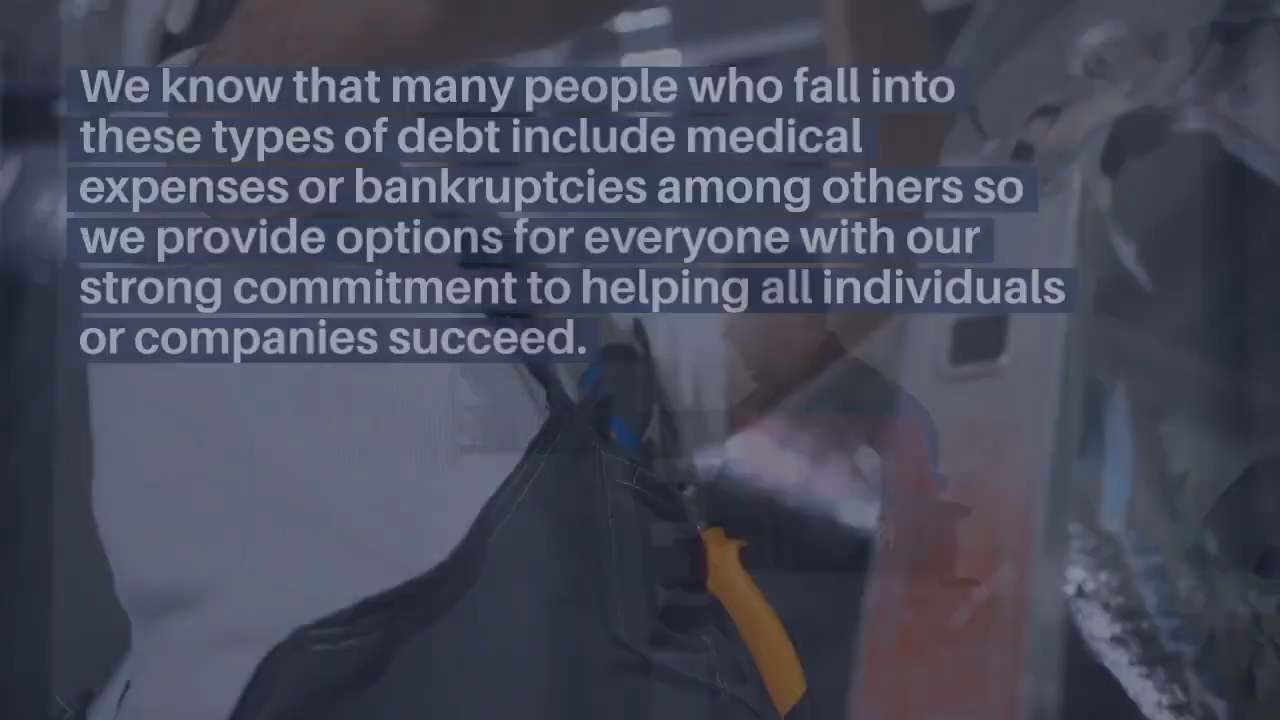 We know that many people who fall into
these types of debt include medical
expenses or bankruptcies among others so
we provide options for everyone with our
strong commitment to helping all individuals
or companies succeed.